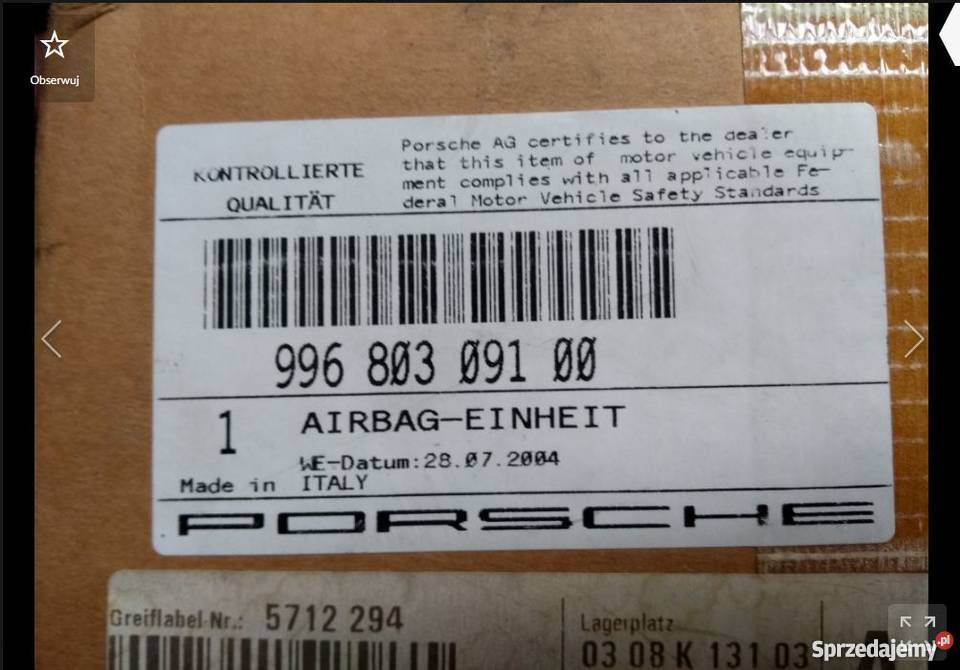 Obserwuj
KONTROLLIERTE
QUALITÄT
Porsche AG certifies to the dealer
that this item of motor vehicle equip-
ment complies with all applicable Fe-
deral Motor Vehicle Safety Standards
996 803 091 00
1 AIRBAG-EINHEIT
WE-Datum:28.07.2004
Made in ITALY
PORSCHE
Greiflabel-Nr.: 5712 294
Lagerplatz
03 08 K 131 03
Sprzedajemy.pl